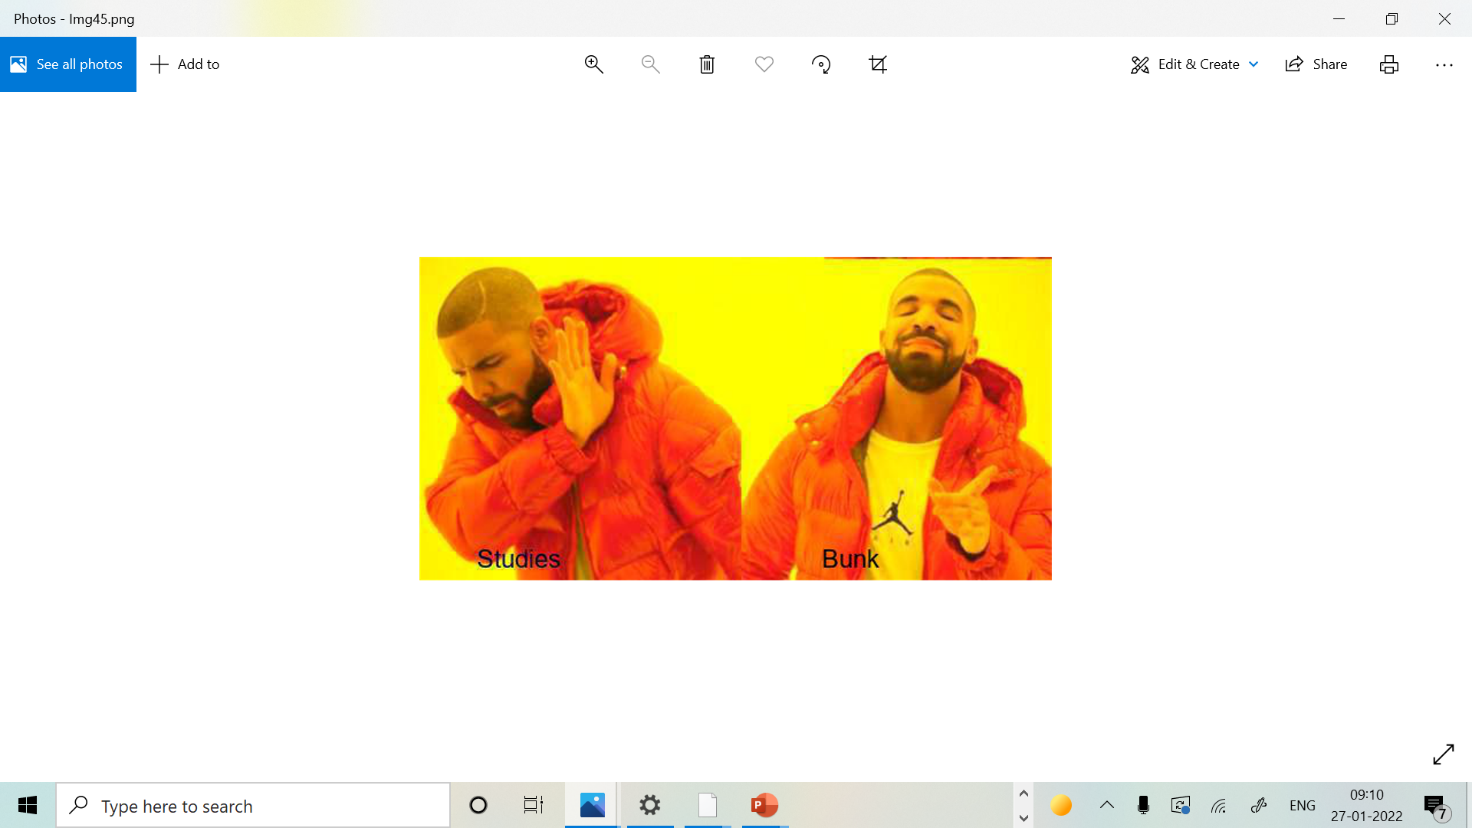 Photos - Img45.png
See all photos
Add to
Edit & Create
Share
Studies
Bunk
Type here to search
P
ENG
09:10
27-01-2022
7